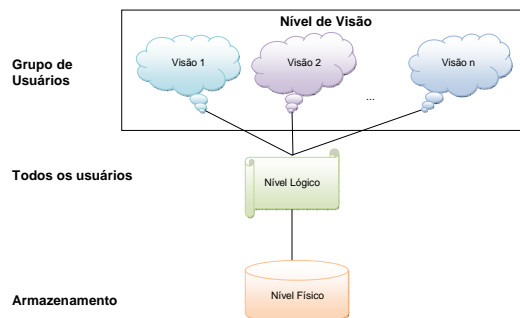 Nível de Visão
Grupo de
Usuários
Visão 1
Visão 2
...
Visão n
Todos os usuários
Nível Lógico
Nível Físico
Armazenamento